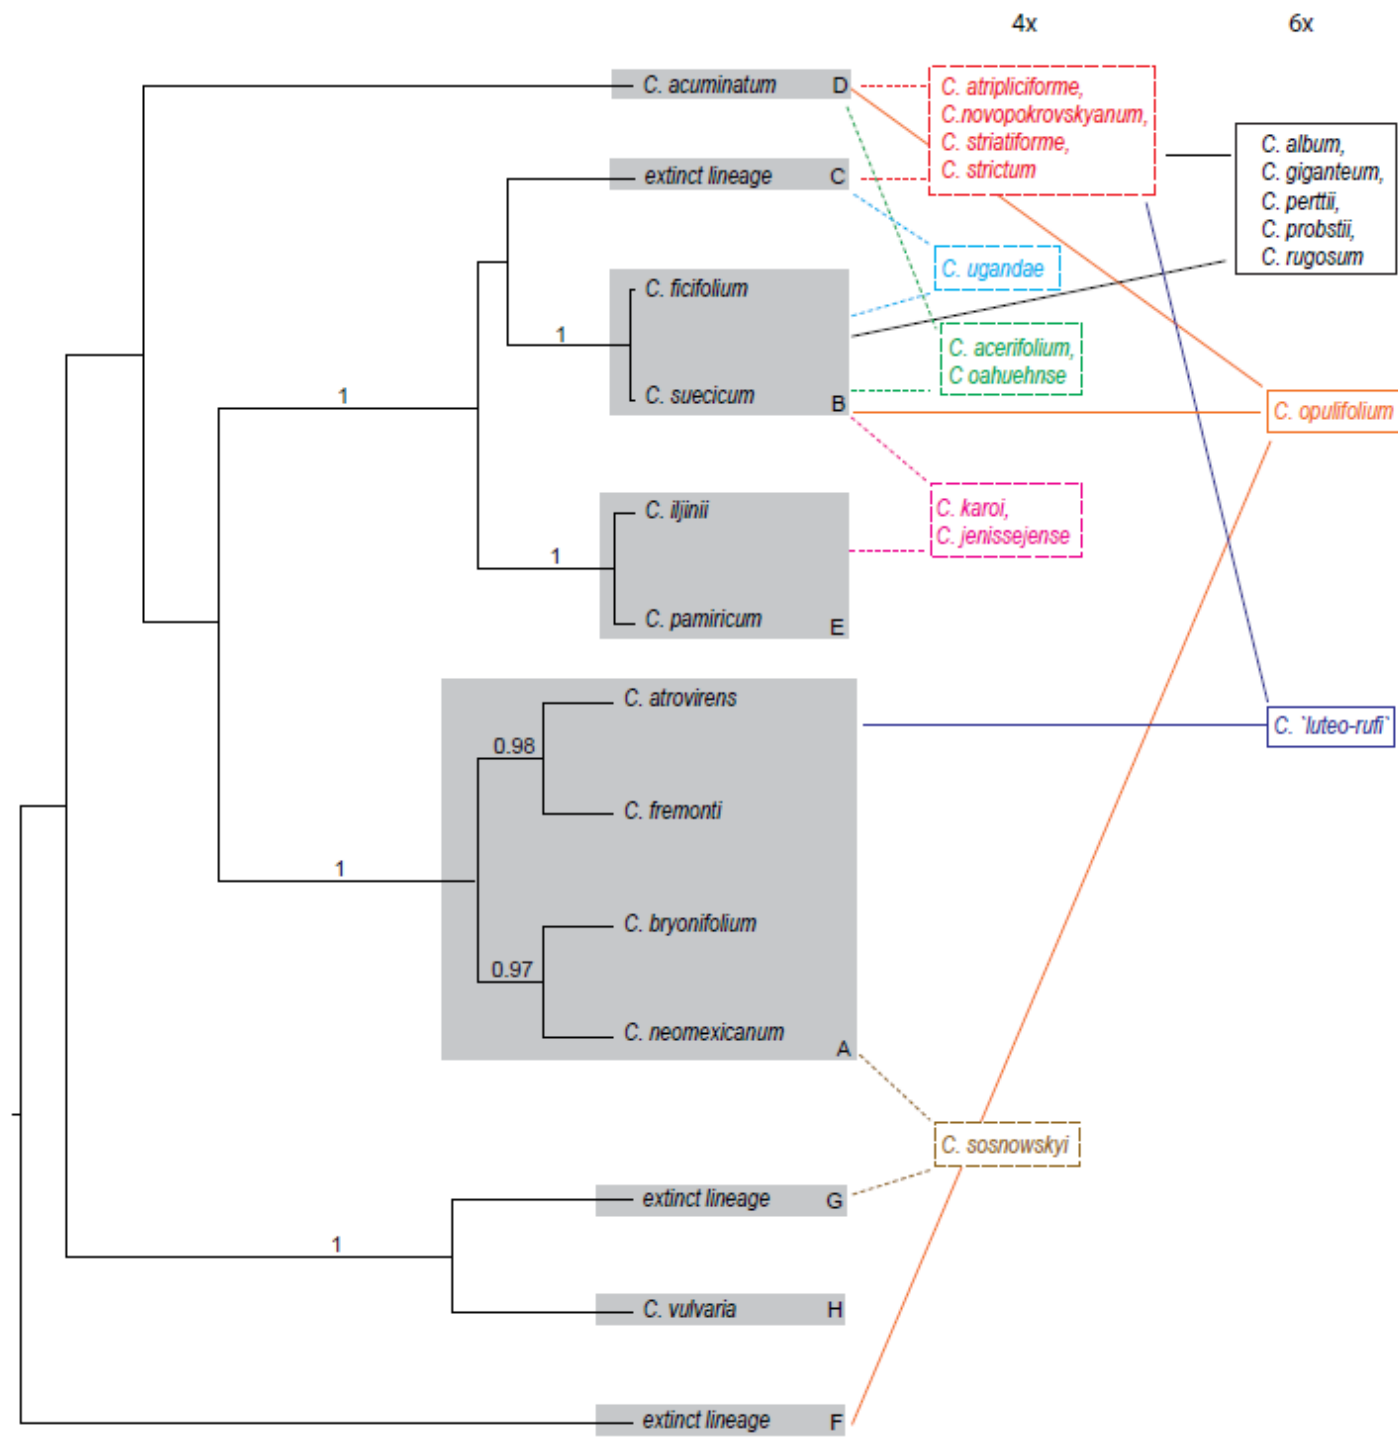 4x
6x
C. acuminatum D
C. atripliciforme,
C.novopokrovskyanum,
C. striatiforme,
C. strictum
C. album,
C. giganteum,
C. perttii,
C. probstii,
C. rugosum
extinct lineage C
C. ugandae
C. ficifolium
1
C. suecicum B
C. acerifolium,
C oahuehnse
C. opulifolium
1
C. karoi,
C. jenissejense
C. iljinii
1
C. pamiricum E
C. atrovirens
C. `luteo-rufi`
0.98
C. fremonti
1
C. bryonifolium
0.97
C. neomexicanum A
C. sosnowskyi
extinct lineage G
1
C. vulvaria H
extinct lineage F